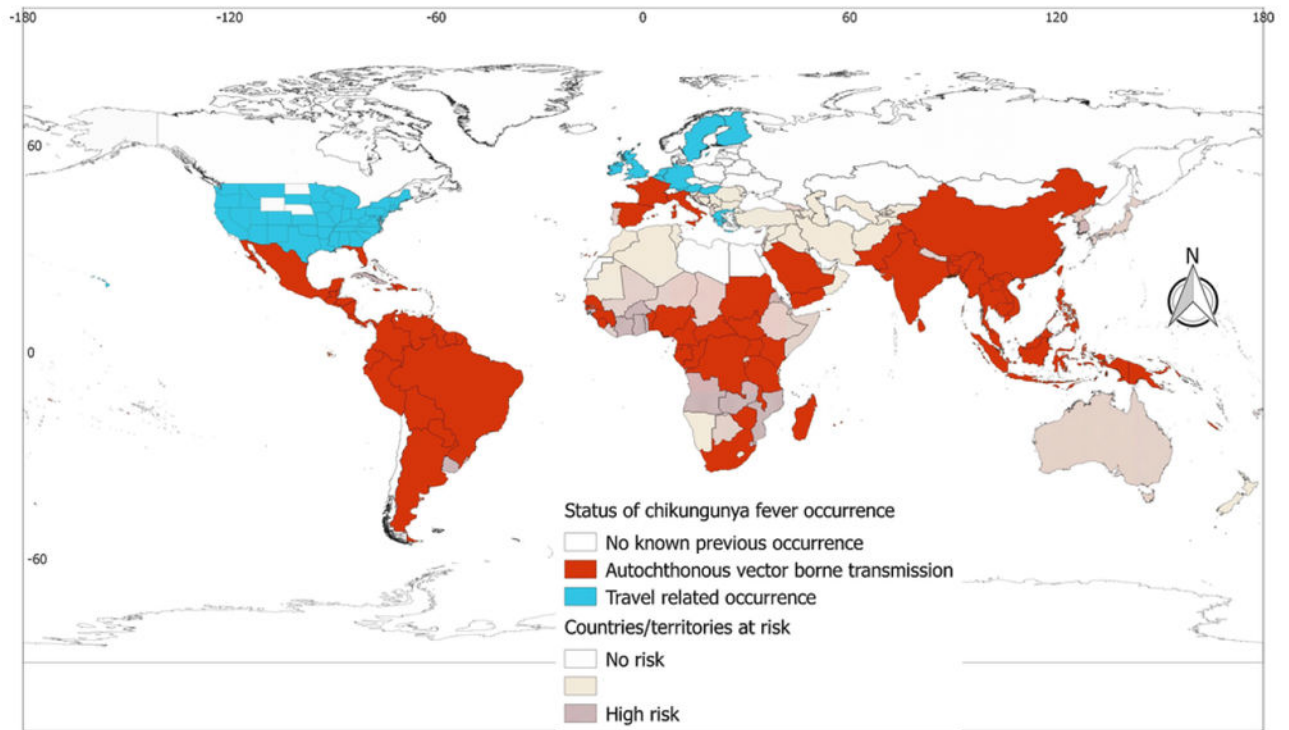 -180 -120 -60 0 60 120 180
60
N
0
Status of chikungunya fever occurrence
No known previous occurrence
-60
Autochthonous vector borne transmission
Travel related occurrence
Countries/territories at risk
No risk
High risk